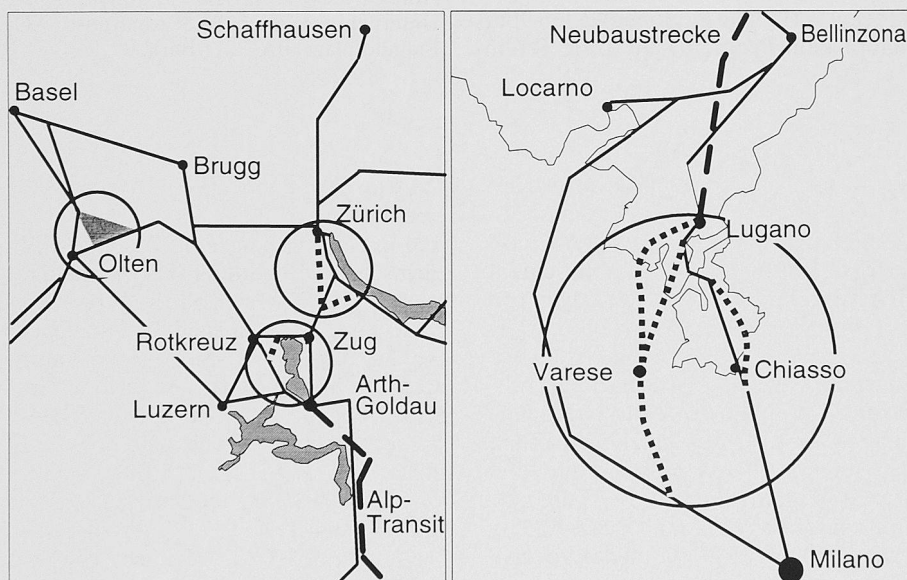 Schaffhausen
Basel
Brugg
Zürich
Olten
Rotkreuz
Zug
Luzern
Arth-
Goldau
Alp-
Transit
Neubaustrecke
Bellinzona
Locarno
Lugano
Varese
Chiasso
Milano